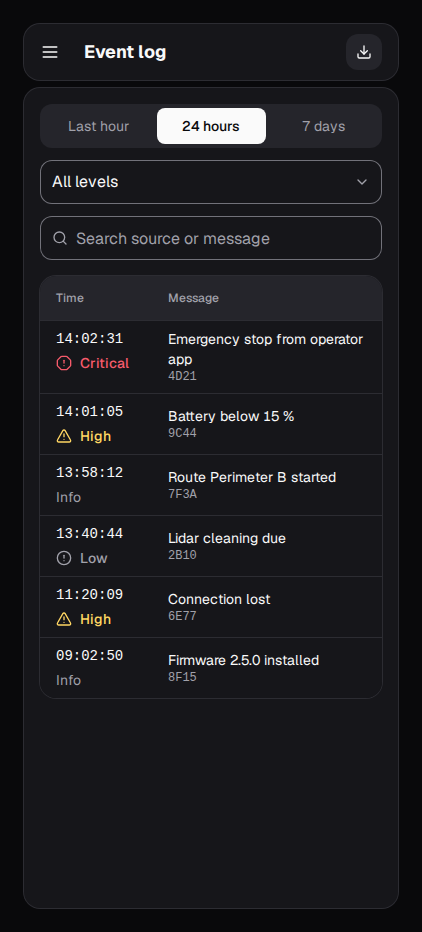 Event log
Last hour 24 hours 7 days
All levels
Search source or message
Time Message
14:02:31 Emergency stop from operator
app
Critical 4D21
14:01:05 Battery below 15 %
High 9C44
13:58:12 Route Perimeter B started
Info 7F3A
13:40:44 Lidar cleaning due
Low 2B10
11:20:09 Connection lost
High 6E77
09:02:50 Firmware 2.5.0 installed
Info 8F15